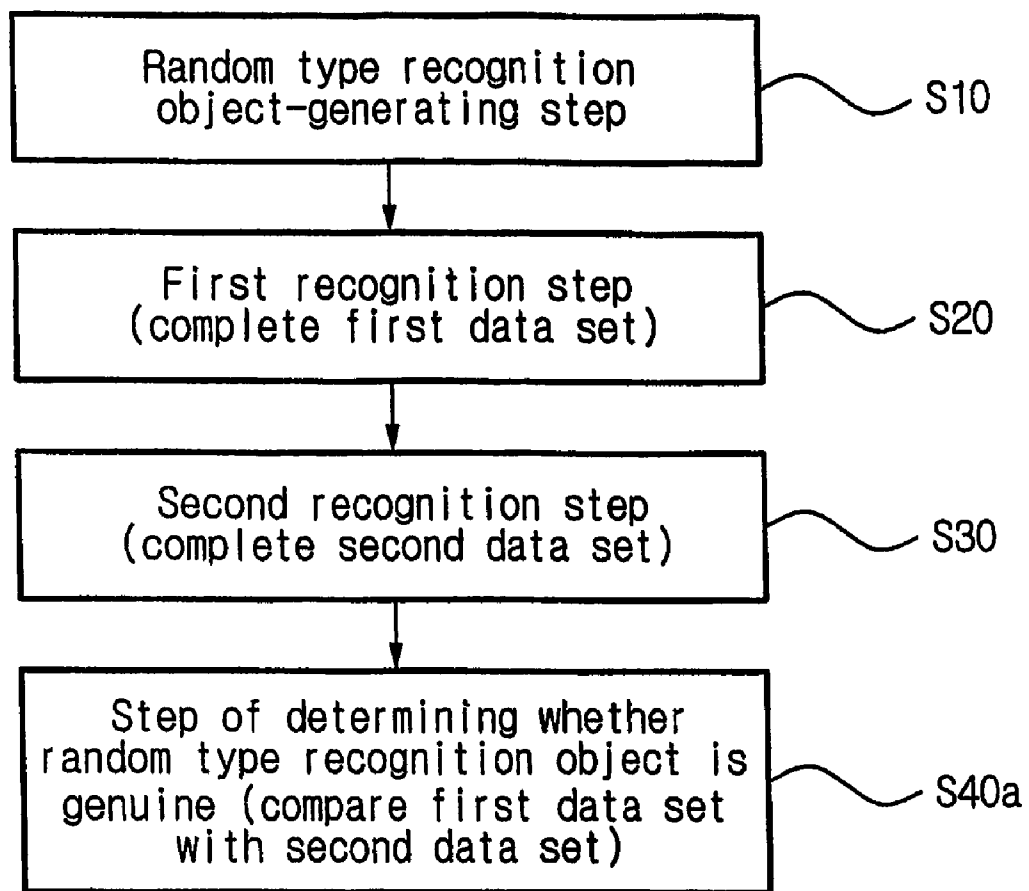 Random type recognition
object-generating step
S10
First recognition step
(complete first data set)
S20
Second recognition step
(complete second data set)
S30
Step of determining whether
random type recognition object is
genuine (compare first data set
with second data set)
S40a